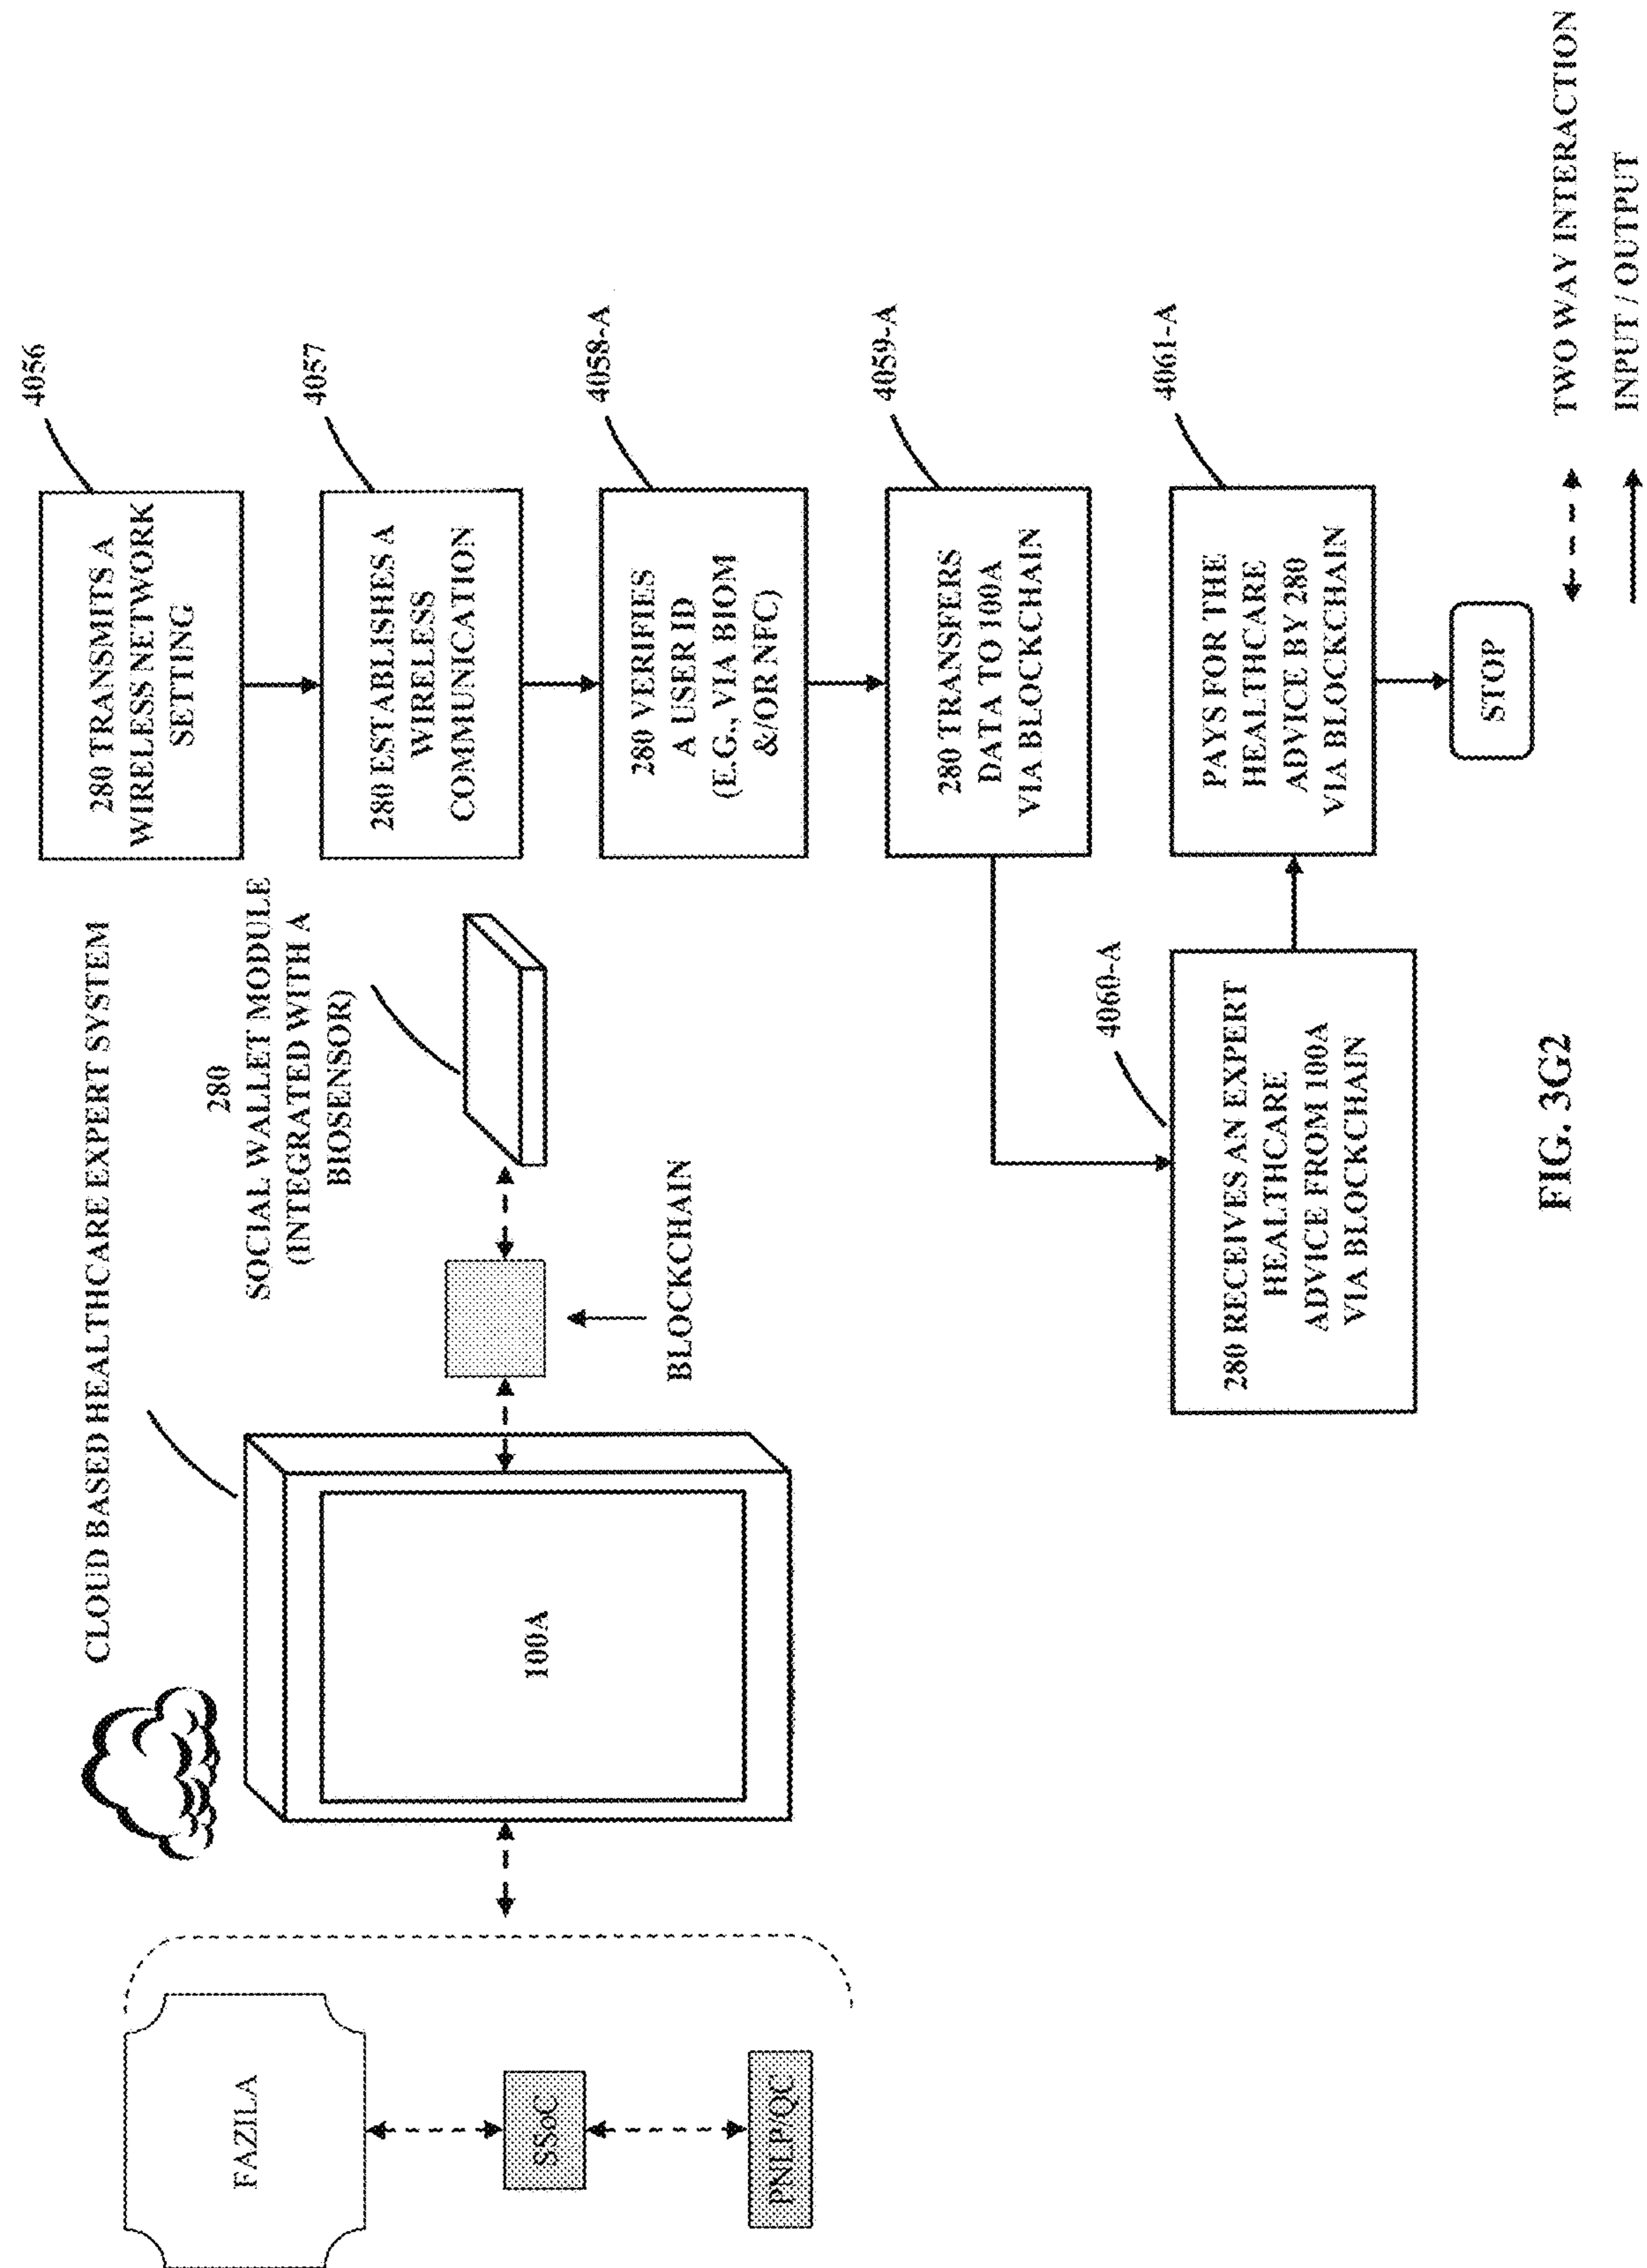 CLOUD BASED HEALTHCARE EXPERT SYSTEM
280
SOCIAL WALLET MODULE
(INTEGRATED WITH A
BIOSENSOR)
FAZILA
SSoC
PNLP/QC
100A
BLOCKCHAIN
4056
280 TRANSMITS A
WIRELESS NETWORK
SETTING
4057
280 ESTABLISHES A
WIRELESS
COMMUNICATION
4058-A
280 VERIFIES
A USER ID
(E.G., VIA BIOM
&/OR NFC)
4059-A
280 TRANSFERS
DATA TO 100A
VIA BLOCKCHAIN
4060-A
280 RECEIVES AN EXPERT
HEALTHCARE
ADVICE FROM 100A
VIA BLOCKCHAIN
4061-A
PAYS FOR THE
HEALTHCARE
ADVICE BY 280
VIA BLOCKCHAIN
STOP
TWO WAY INTERACTION
INPUT / OUTPUT
FIG. 3G2